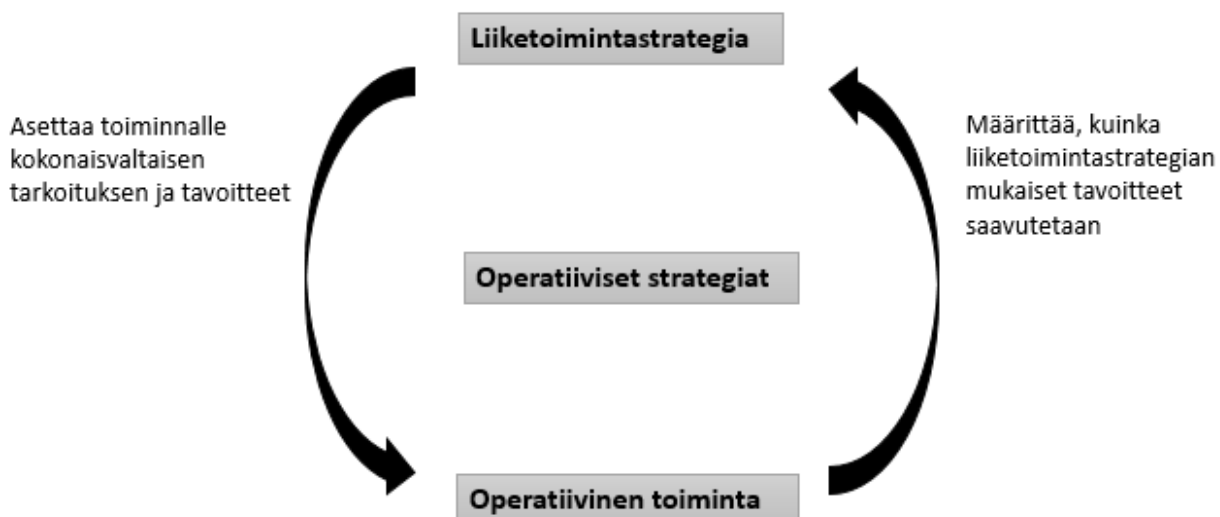 Liiketoimintastrategia
Asettaa toiminnalle
kokonaisvaltaisen
tarkoituksen ja tavoitteet
Määrittää, kuinka
liiketoimintastrategian
mukaiset tavoitteet
saavutetaan
Operatiiviset strategiat
Operatiivinen toiminta